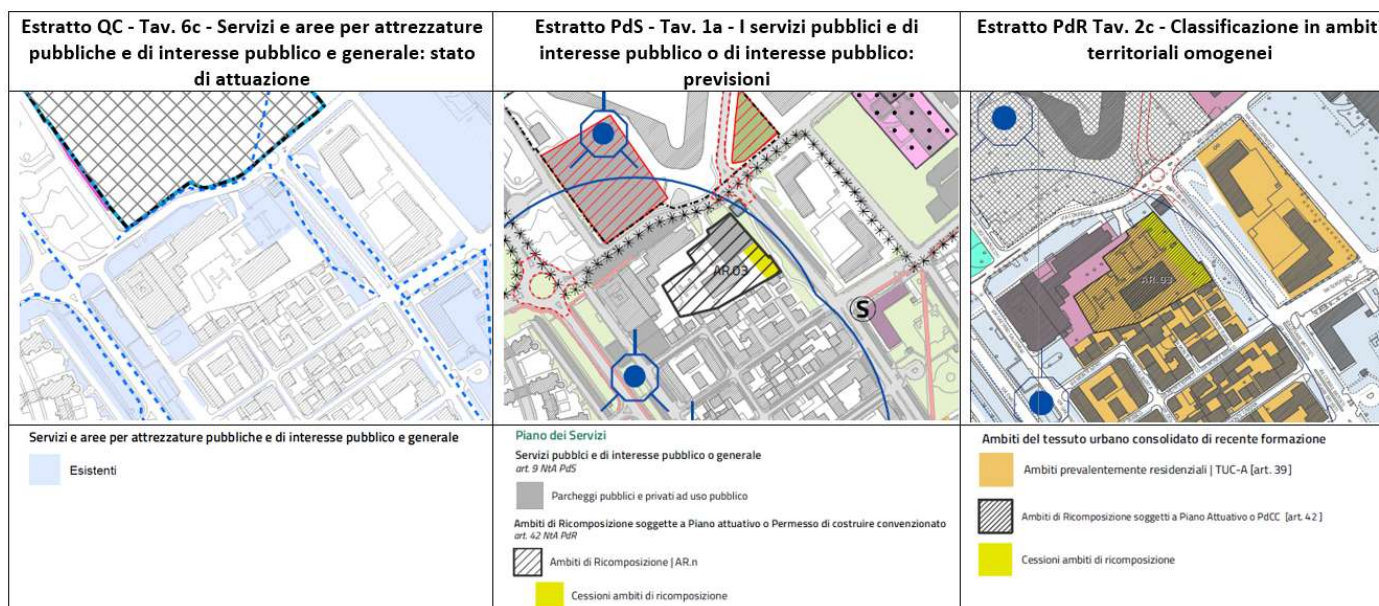 Estratto QC - Tav. 6c - Servizi e aree per attrezzature
pubbliche e di interesse pubblico e generale: stato
di attuazione
Estratto PdS - Tav. 1a - I servizi pubblici e di
interesse pubblico o di interesse pubblico:
previsioni
Estratto PdR Tav. 2c - Classificazione in ambiti
territoriali omogenei
AR.03
S
AR.03
Servizi e aree per attrezzature pubbliche e di interesse pubblico e generale
Esistenti
Piano dei Servizi
Servizi pubblci e di interesse pubblico o generale
art. 9 NtA PdS
Parcheggi pubblici e privati ad uso pubblico
Ambiti di Ricomposizione soggette a Piano attuativo o Permesso di costruire convenzionato
art. 42 NtA PdR
Ambiti di Ricomposizione | AR.n
Cessioni ambiti di ricomposizione
Ambiti del tessuto urbano consolidato di recente formazione
Ambiti prevalentemente residenziali | TUC-A [art. 39]
Ambiti di Ricomposizione soggetti a Piano Attuativo o PdCC [art. 42 ]
Cessioni ambiti di ricomposizione